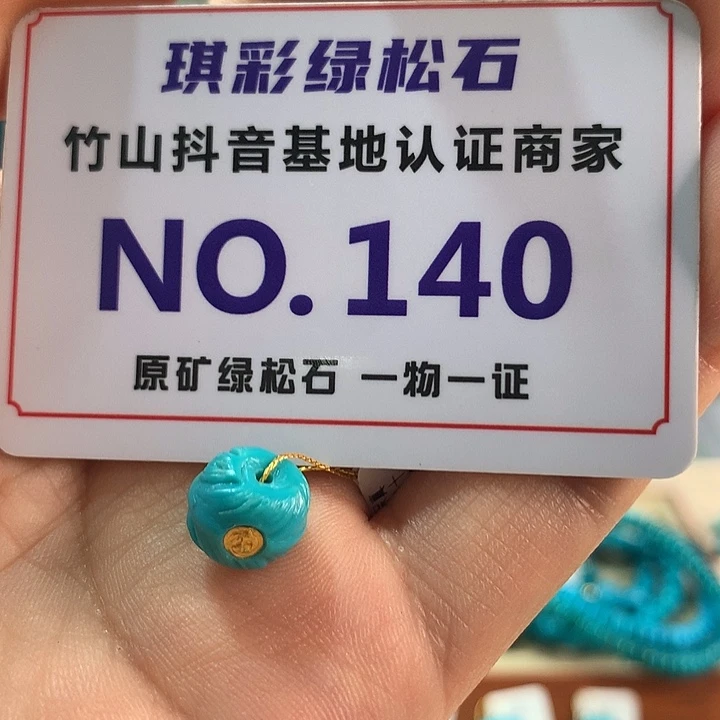 琪彩绿松石
竹山抖音基地认证商家
NO.140
原矿绿松石 一物一证